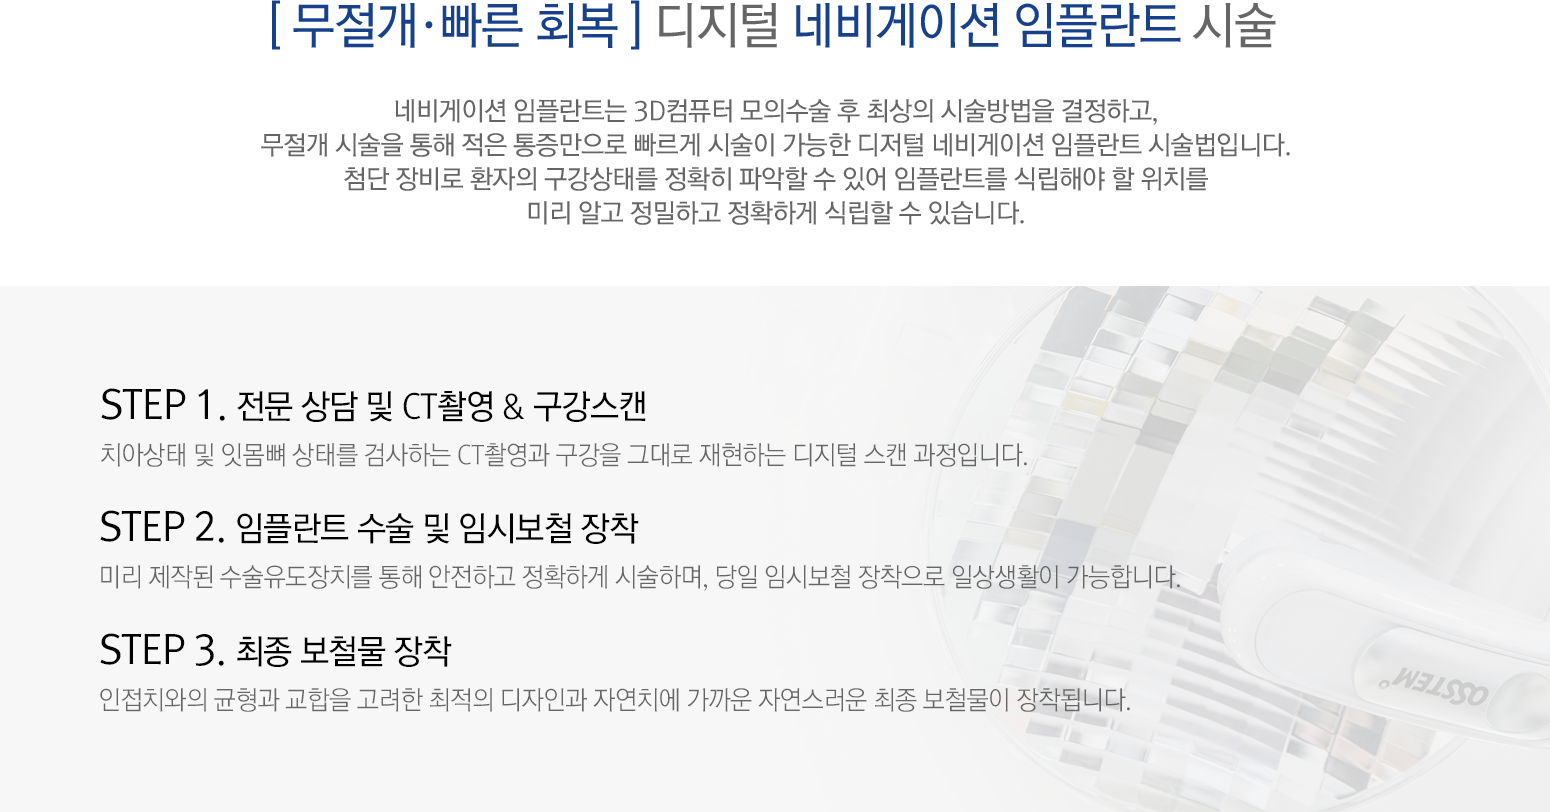 [ 무절개·빠른 회복 ] 디지털 네비게이션 임플란트 시술
네비게이션 임플란트는 3D컴퓨터 모의수술 후 최상의 시술방법을 결정하고,
무절개 시술을 통해 적은 통증만으로 빠르게 시술이 가능한 디저털 네비게이션 임플란트 시술법입니다.
첨단 장비로 환자의 구강상태를 정확히 파악할 수 있어 임플란트를 식립해야 할 위치를
미리 알고 정밀하고 정확하게 식립할 수 있습니다.
STEP 1. 전문 상담 및 CT촬영 & 구강스캔
치아상태 및 잇몸뼈 상태를 검사하는 CT촬영과 구강을 그대로 재현하는 디지털 스캔 과정입니다.
STEP 2. 임플란트 수술 및 임시보철 장착
미리 제작된 수술유도장치를 통해 안전하고 정확하게 시술하며, 당일 임시보철 장착으로 일상생활이 가능합니다.
STEP 3. 최종 보철물 장착
인접치와의 균형과 교합을 고려한 최적의 디자인과 자연치에 가까운 자연스러운 최종 보철물이 장착됩니다.
OSSTEM